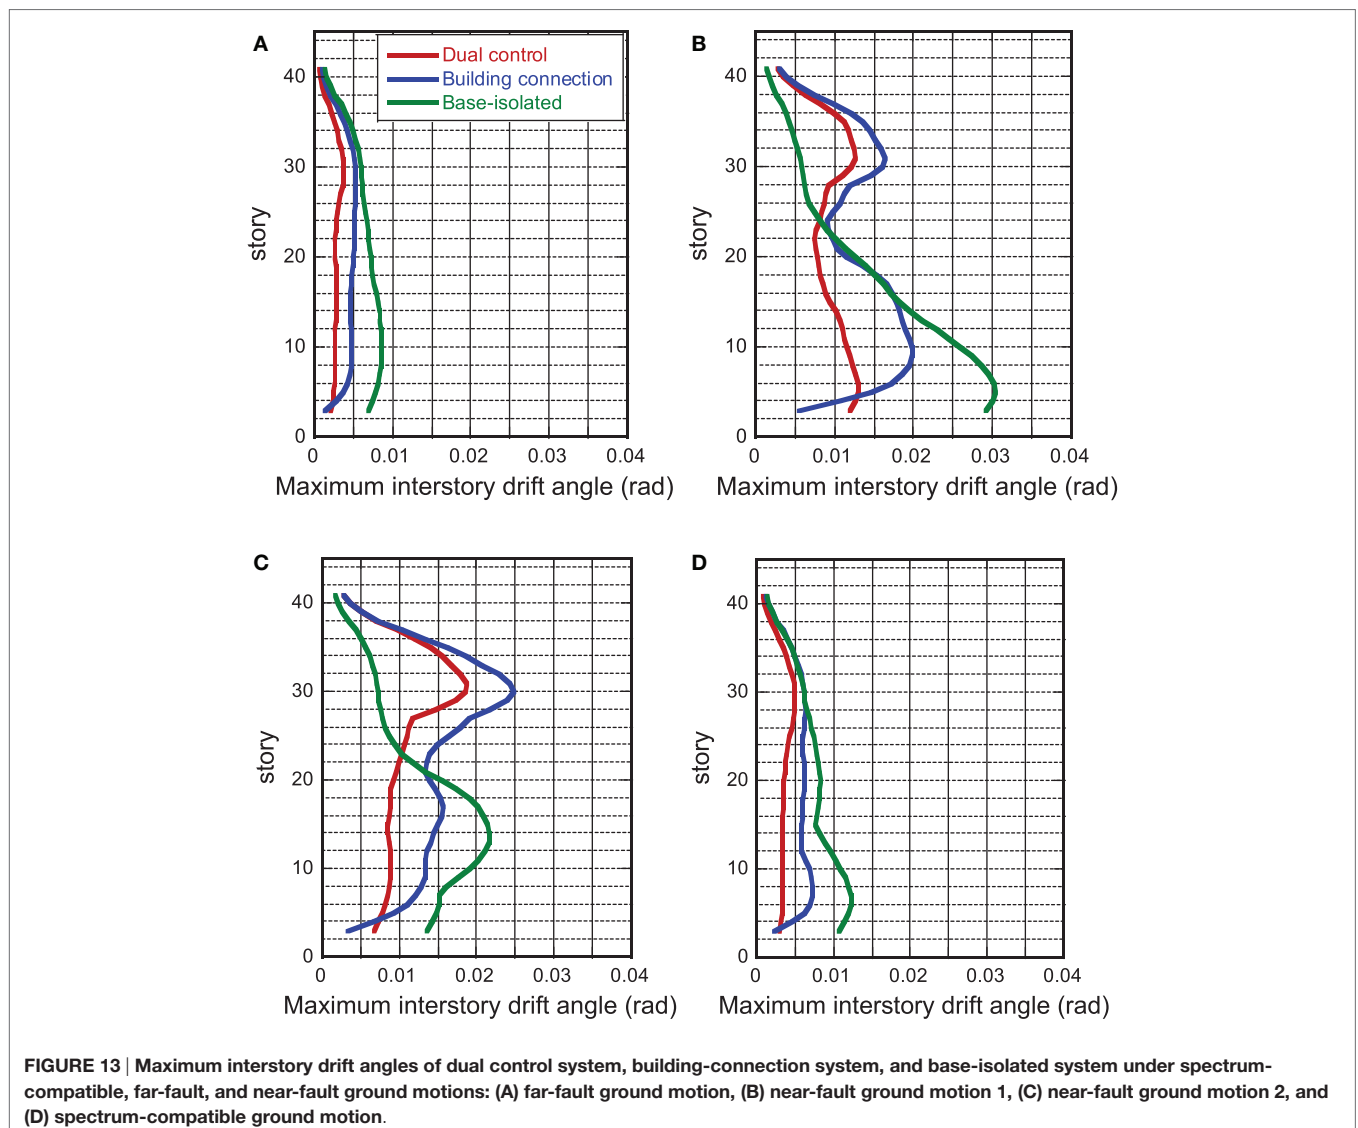 A
Dual control
Building connection
Base-isolated
40
30
20
10
0
story
0 0.01 0.02 0.03 0.04
Maximum interstory drift angle (rad)
B
40
30
20
10
0
story
0 0.01 0.02 0.03 0.04
Maximum interstory drift angle (rad)
C
40
30
20
10
0
story
0 0.01 0.02 0.03 0.04
Maximum interstory drift angle (rad)
D
40
30
20
10
0
story
0 0.01 0.02 0.03 0.04
Maximum interstory drift angle (rad)
FIGURE 13 | Maximum interstory drift angles of dual control system, building-connection system, and base-isolated system under spectrum-
compatible, far-fault, and near-fault ground motions: (A) far-fault ground motion, (B) near-fault ground motion 1, (C) near-fault ground motion 2, and
(D) spectrum-compatible ground motion.